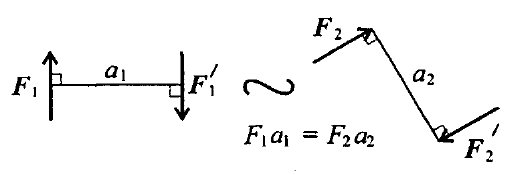 F₁ a₁ F₁′
F₂ a₂ F₂′
F₁a₁ = F₂a₂